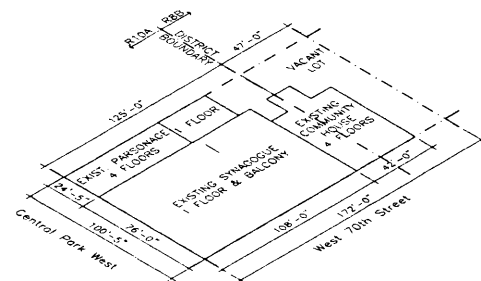 R10A
R8B
DISTRICT
BOUNDARY
47'-0"
125'-0"
VACANT
LOT
1 FLOOR
EXIST. PARSONAGE
4 FLOORS
EXISTING
COMMUNITY
HOUSE
4 FLOORS
EXISTING SYNAGOGUE
1 FLOOR & BALCONY
24'-5"
76'-0"
100'-5"
42'-0"
108'-0"
172'-0"
Central Park West
West 70th Street